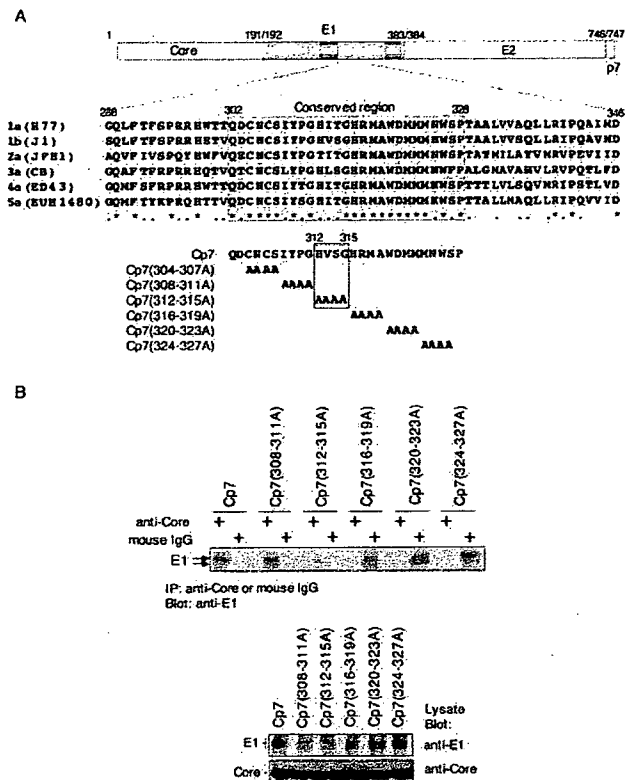 A
E1
1 191/192 383/384 746/747
Core E2
p7
288 302 Conserved region 328 346
1a (H77) GQLFTFSPRRHWTTQDCNCSIYPGHITGHRMAWDMMMNWSPTAALVVAQLLRIPQAIMD
1b (J1)
2a (JFH1)
3a (CB)
4a (ED43)
5a (EUH1480)
312 315
Cp7 QDCNCSIYPGHVSGHRMAWDMMMNWSP
Cp7(304-307A) AAAA
Cp7(308-311A) AAAA
Cp7(312-315A) AAAA
Cp7(316-319A) AAAA
Cp7(320-323A) AAAA
Cp7(324-327A) AAAA
B
Cp7 Cp7(308-311A) Cp7(312-315A) Cp7(316-319A) Cp7(320-323A) Cp7(324-327A)
anti-Core + + + + + +
mouse IgG + + + + + +
E1
IP: anti-Core or mouse IgG
Blot: anti-E1
Cp7 Cp7(308-311A) Cp7(312-315A) Cp7(316-319A) Cp7(320-323A) Cp7(324-327A)
Lysate
Blot:
E1 anti-E1
Core anti-Core